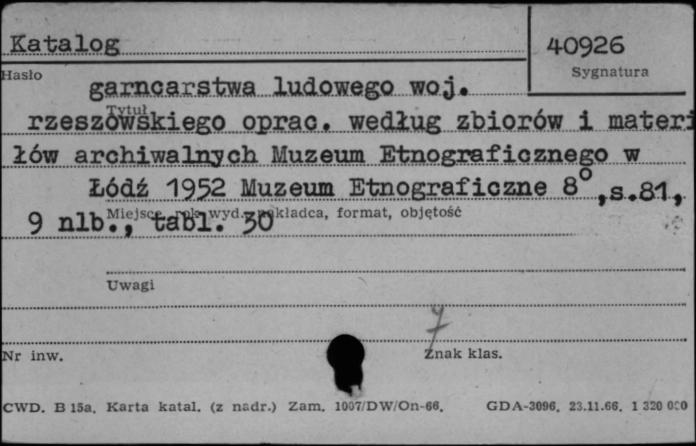 Katalog
40926
Hasło
Sygnatura
garncarstwa ludowego woj.
Tytuł
rzeszowskiego oprac. według zbiorów i materi
łów archiwalnych Muzeum Etnograficznego w
Łódź 1952 Muzeum Etnograficzne 8°, s.81,
Miejsce, rok wyd., nakładca, format, objętość
9 nlb., tabl. 30
Uwagi
Nr inw.
Znak klas.
CWD. B 15a. Karta katal. (z nadr.) Zam. 1007/DW/On-66. GDA-3096. 23.11.66. 1 320 000